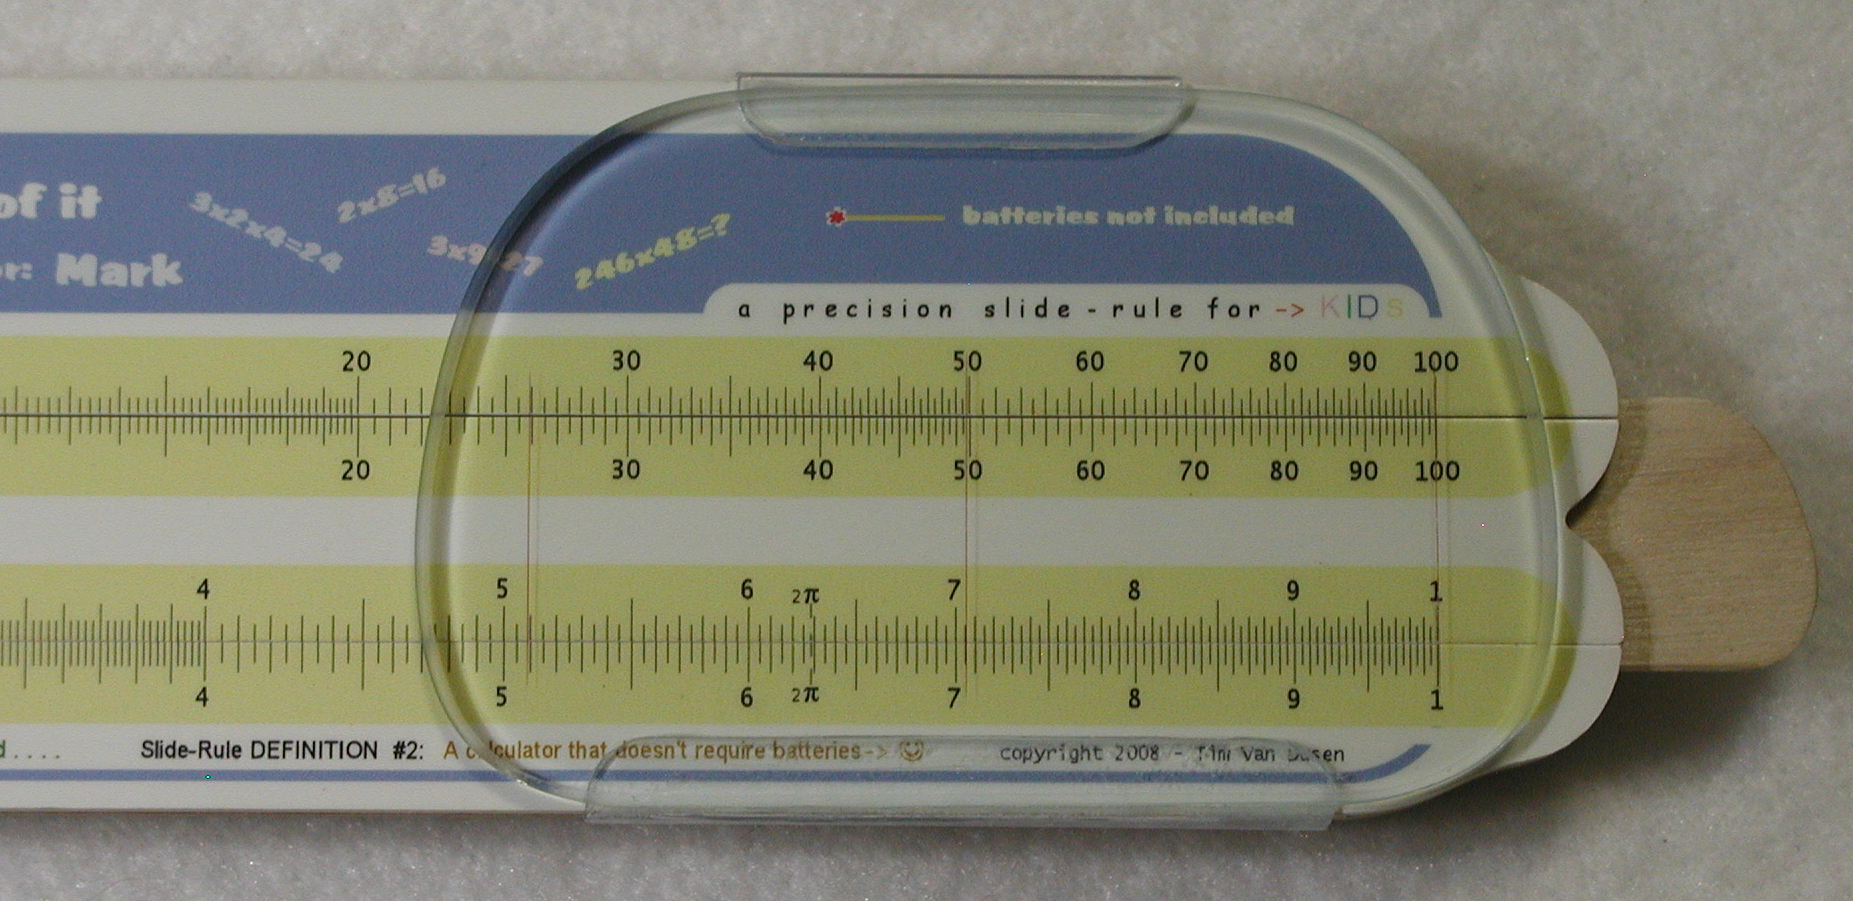 of it
r: Mark
3x2x4=24
2x8=16
3x9=27
246x48=?
batteries not included
a precision slide-rule for -> KIDs
20 30 40 50 60 70 80 90 100
20 30 40 50 60 70 80 90 100
4 5 6 2π 7 8 9 1
4 5 6 2π 7 8 9 1
d.... Slide-Rule DEFINITION #2: A calculator that doesn't require batteries-> copyright 2008 - Tim Van Dusen